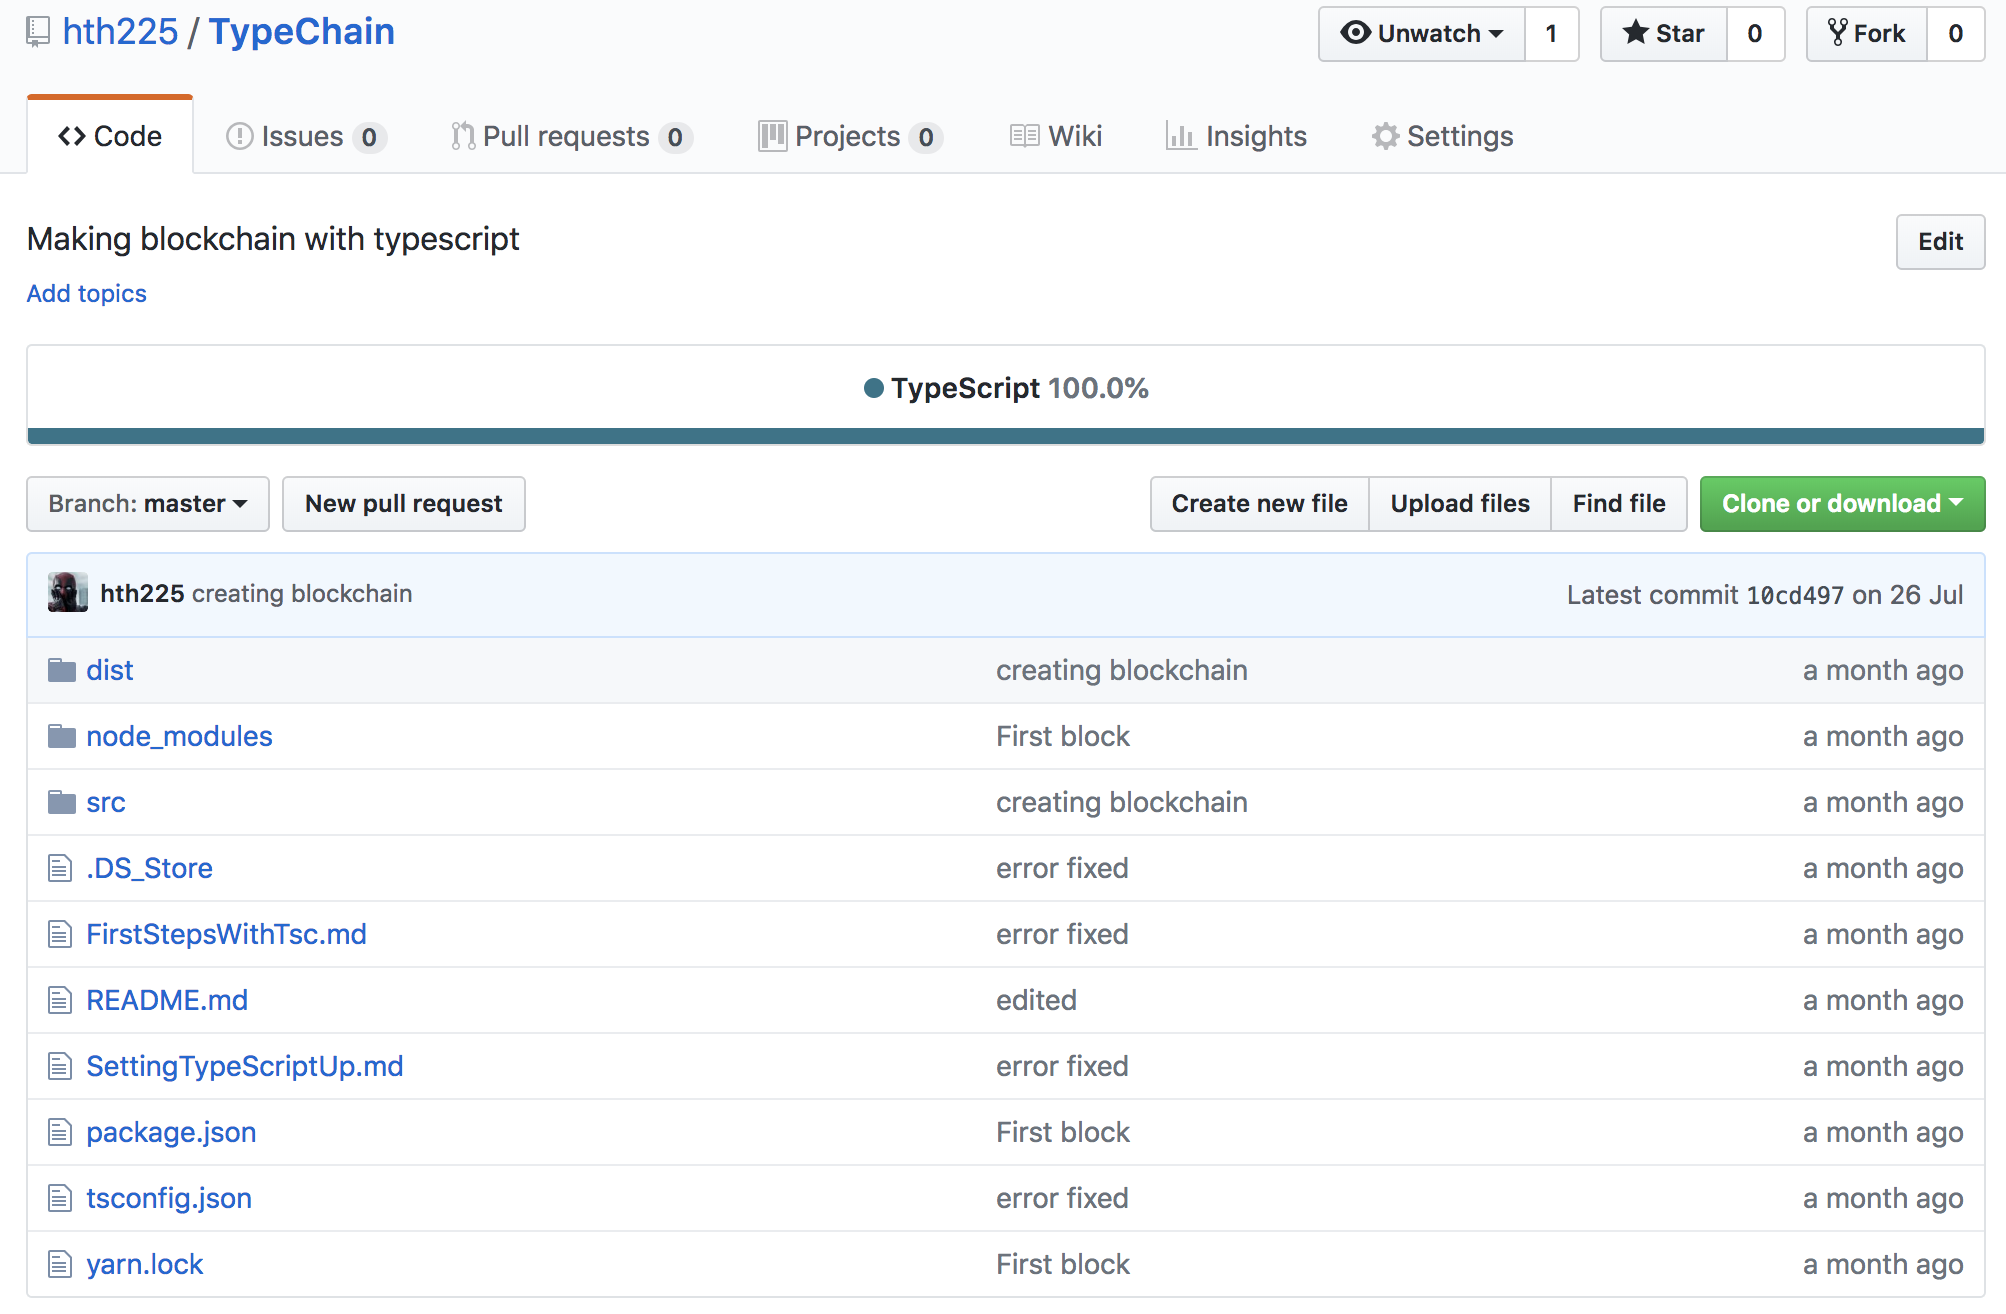 hth225 / TypeChain
Unwatch 1 Star 0 Fork 0
Code Issues 0 Pull requests 0 Projects 0 Wiki Insights Settings
Making blockchain with typescript
Edit
Add topics
TypeScript 100.0%
Branch: master New pull request Create new file Upload files Find file Clone or download
hth225 creating blockchain Latest commit 10cd497 on 26 Jul
dist creating blockchain a month ago
node_modules First block a month ago
src creating blockchain a month ago
.DS_Store error fixed a month ago
FirstStepsWithTsc.md error fixed a month ago
README.md edited a month ago
SettingTypeScriptUp.md error fixed a month ago
package.json First block a month ago
tsconfig.json error fixed a month ago
yarn.lock First block a month ago